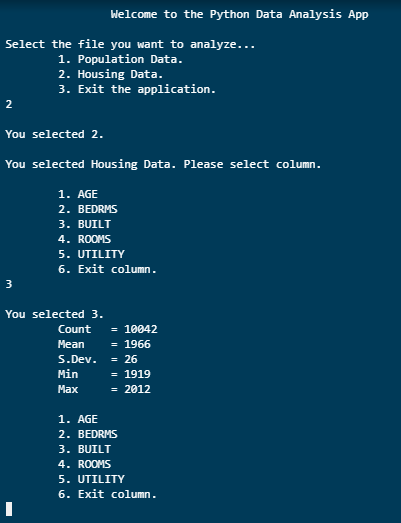 Welcome to the Python Data Analysis App
Select the file you want to analyze...
1. Population Data.
2. Housing Data.
3. Exit the application.
2
You selected 2.
You selected Housing Data. Please select column.
1. AGE
2. BEDRMS
3. BUILT
4. ROOMS
5. UTILITY
6. Exit column.
3
You selected 3.
Count   = 10042
Mean    = 1966
S.Dev.  = 26
Min     = 1919
Max     = 2012
1. AGE
2. BEDRMS
3. BUILT
4. ROOMS
5. UTILITY
6. Exit column.